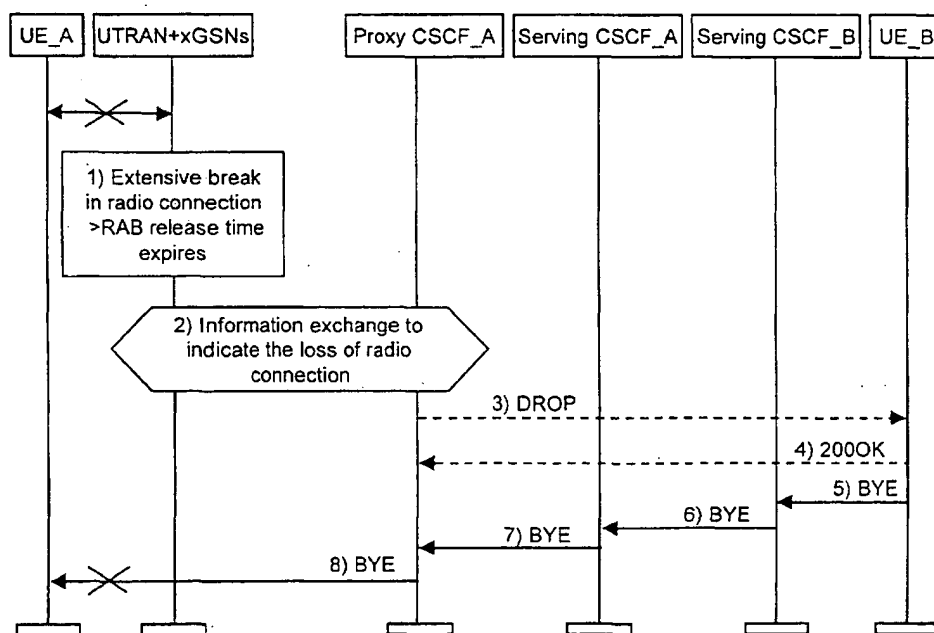 UE_A
UTRAN+xGSNs
Proxy CSCF_A
Serving CSCF_A
Serving CSCF_B
UE_B
1) Extensive break
in radio connection
>RAB release time
expires
2) Information exchange to
indicate the loss of radio
connection
3) DROP
4) 200OK
5) BYE
6) BYE
7) BYE
8) BYE